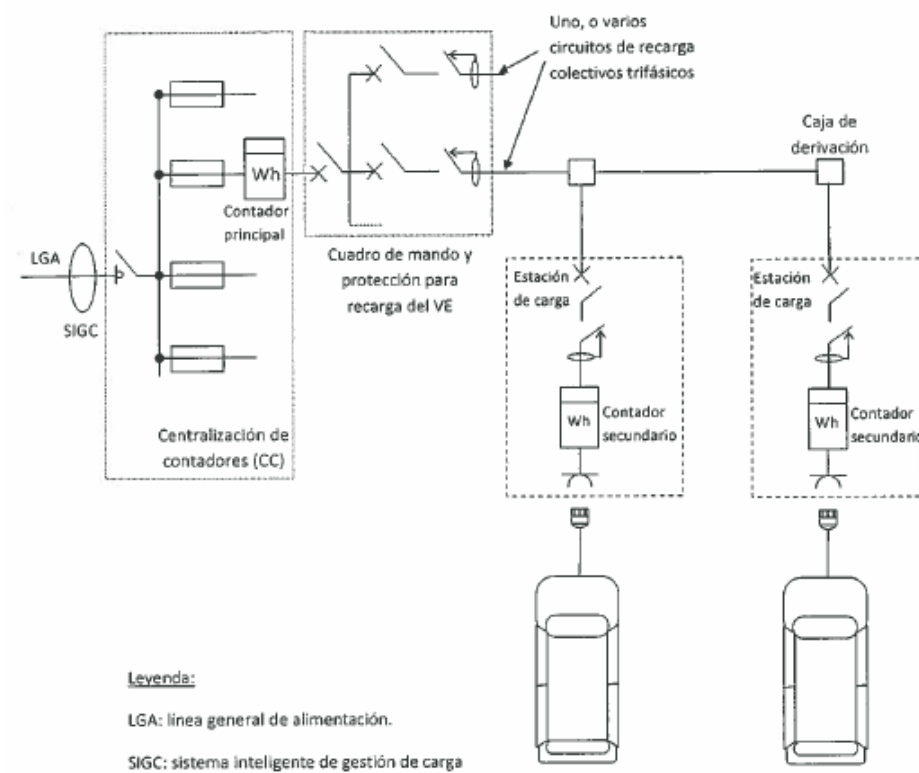 Uno, o varios
circuitos de recarga
colectivos trifásicos
Caja de
derivación
Wh
Contador
principal
LGA
SIGC
Cuadro de mando y
protección para
recarga del VE
Centralización de
contadores (CC)
Estación
de carga
Wh
Contador
secundario
Estación
de carga
Wh
Contador
secundario
Leyenda:
LGA: línea general de alimentación.
SIGC: sistema inteligente de gestión de carga